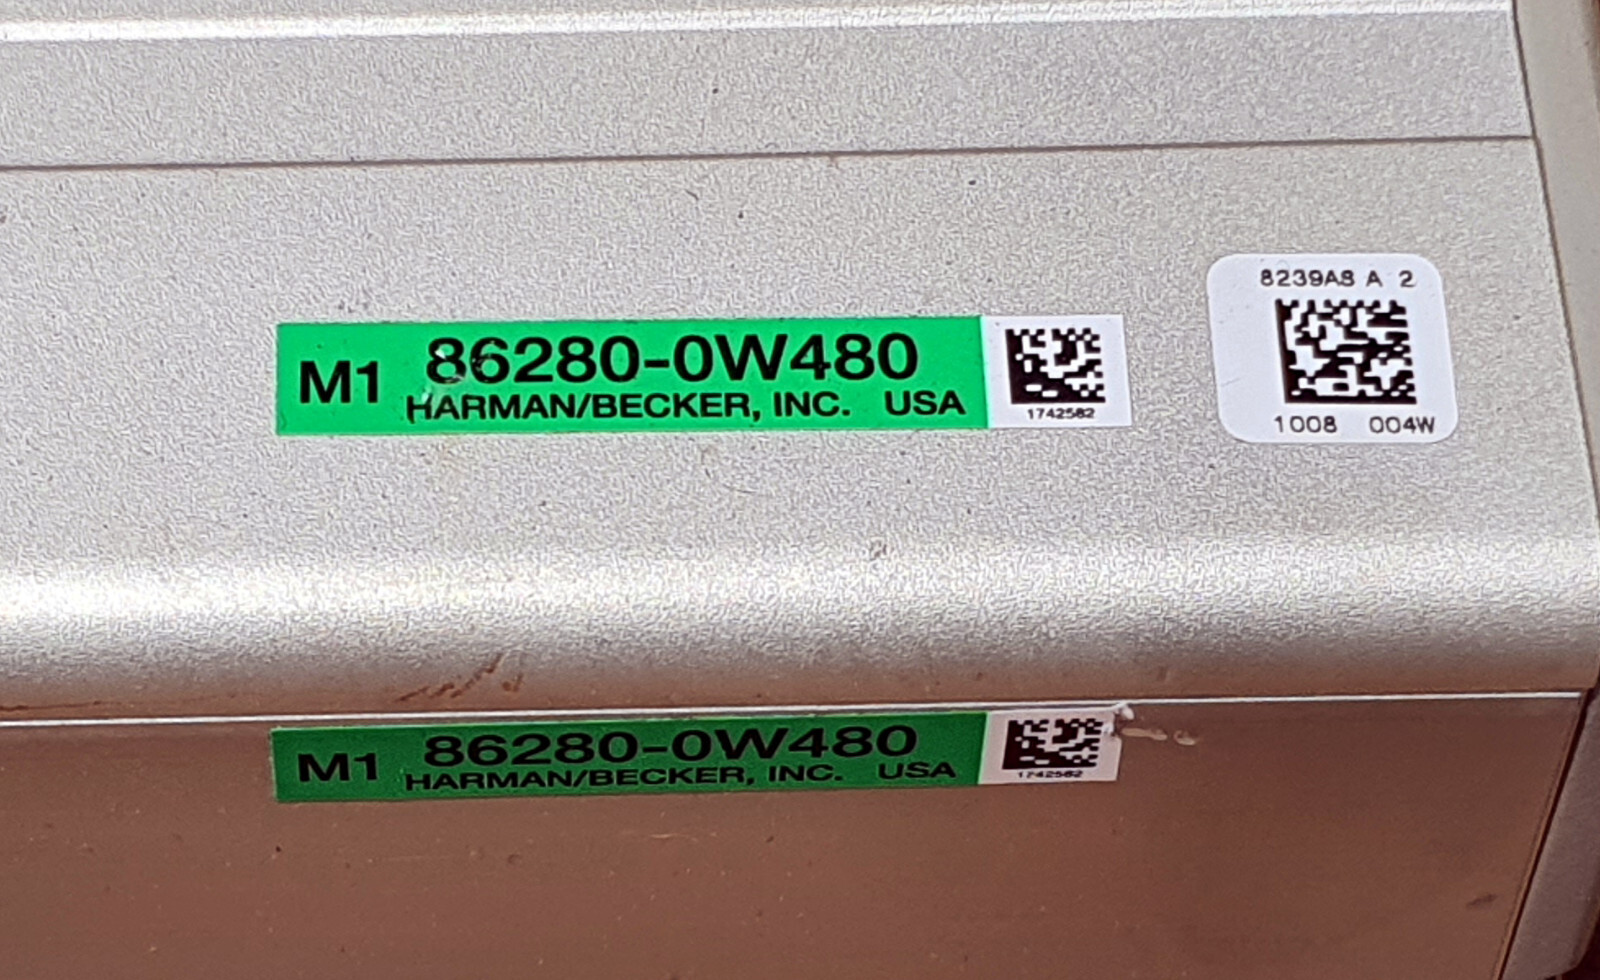 8239AS A 2
M1 86280-0W480
HARMAN/BECKER, INC. USA
1742582
1008 004W
M1 86280-0W480
HARMAN/BECKER, INC. USA
1742582